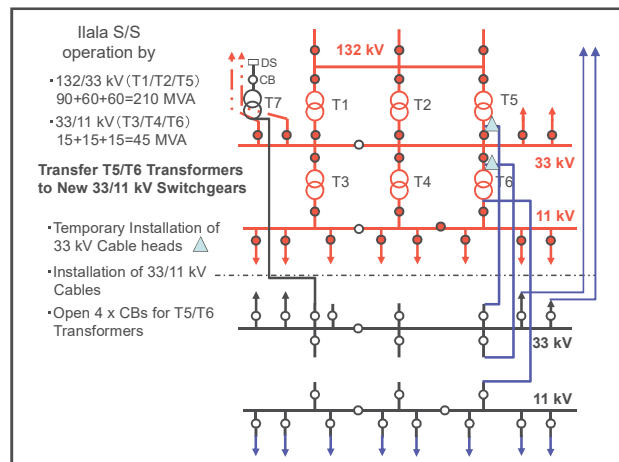 Ilala S/S
operation by
・132/33 kV(T1/T2/T5)
90+60+60=210 MVA
・33/11 kV(T3/T4/T6)
15+15+15=45 MVA
Transfer T5/T6 Transformers
to New 33/11 kV Switchgears
・Temporary Installation of
33 kV Cable heads
・Installation of 33/11 kV
Cables
・Open 4 x CBs for T5/T6
Transformers
DS
CB
T7
132 kV
T1
T2
T5
33 kV
T3
T4
T6
11 kV
33 kV
11 kV